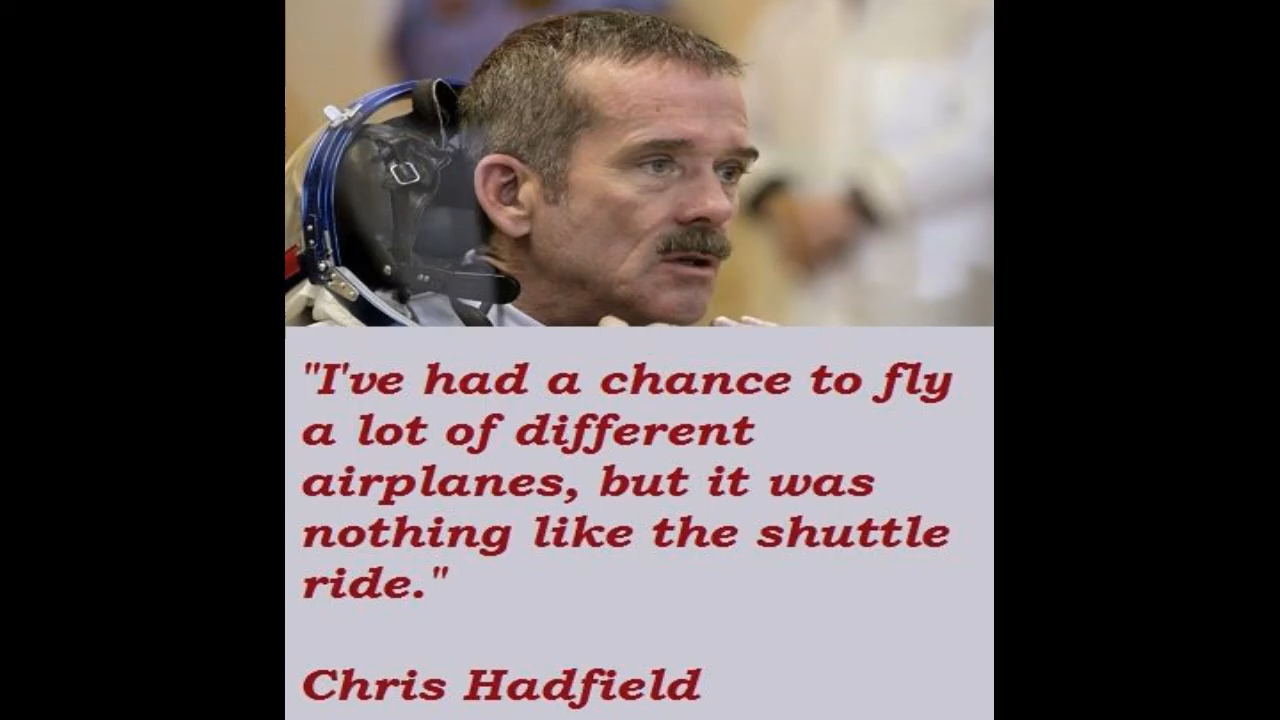 "I've had a chance to fly
a lot of different
airplanes, but it was
nothing like the shuttle
ride."
Chris Hadfield